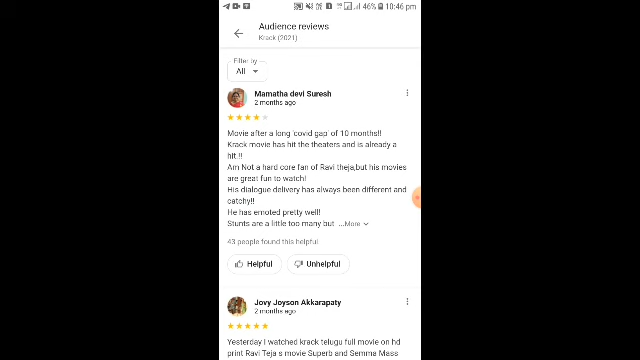 46% 10:46 pm
Audience reviews
Krack (2021)
Filter by
All
Mamatha devi Suresh
2 months ago
Movie after a long 'covid gap' of 10 months!!
Krack movie has hit the theaters and is already a
hit.!!
Am Not a hard core fan of Ravi theja,but his movies
are great fun to watch!
His dialogue delivery has always been different and
catchy!!
He has emoted pretty well!
Stunts are a little too many but ...More
43 people found this helpful
Helpful Unhelpful
Jovy Joyson Akkarapaty
2 months ago
Yesterday I watched krack telugu full movie on hd
print Ravi Teja s movie Superb and Semma Mass